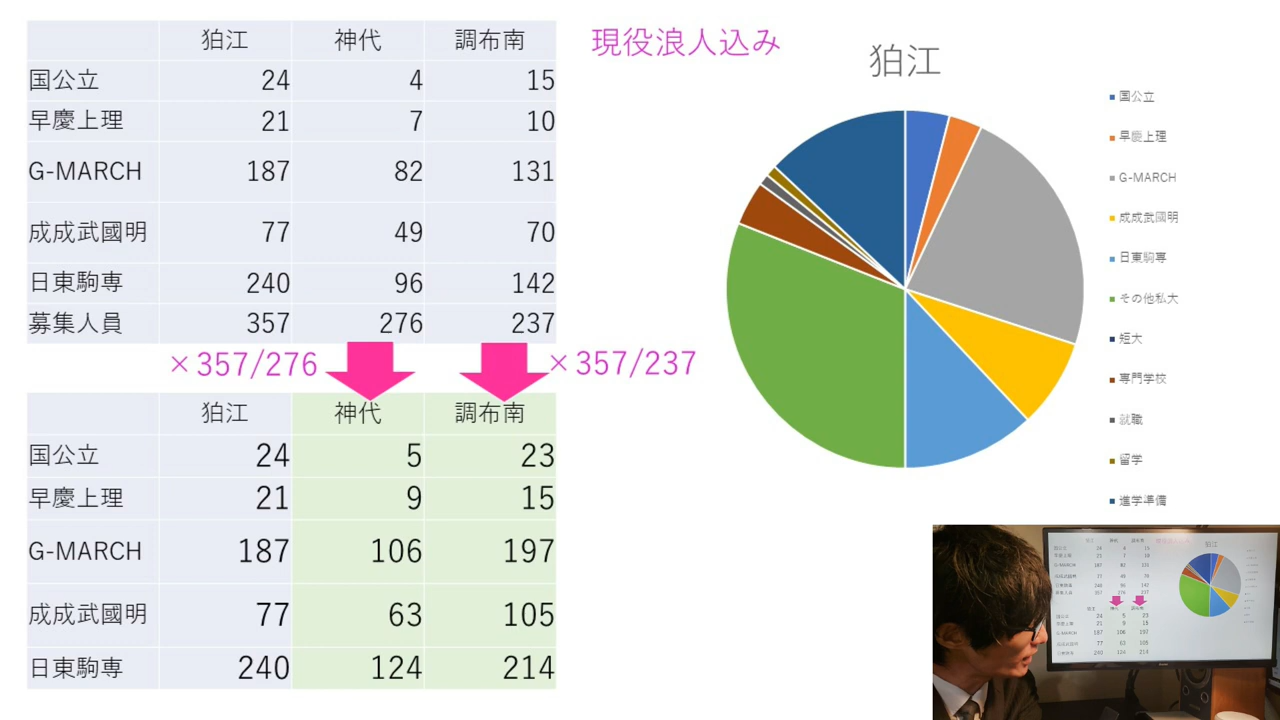 現役浪人込み
狛江 神代 調布南
国公立 24 4 15
早慶上理 21 7 10
G-MARCH 187 82 131
成成武國明 77 49 70
日東駒専 240 96 142
募集人員 357 276 237
×357/276 ×357/237
狛江 神代 調布南
国公立 24 5 23
早慶上理 21 9 15
G-MARCH 187 106 197
成成武國明 77 63 105
日東駒専 240 124 214
狛江
国公立
早慶上理
G-MARCH
成成武國明
日東駒専
その他私大
短大
専門学校
就職
留学
進学準備